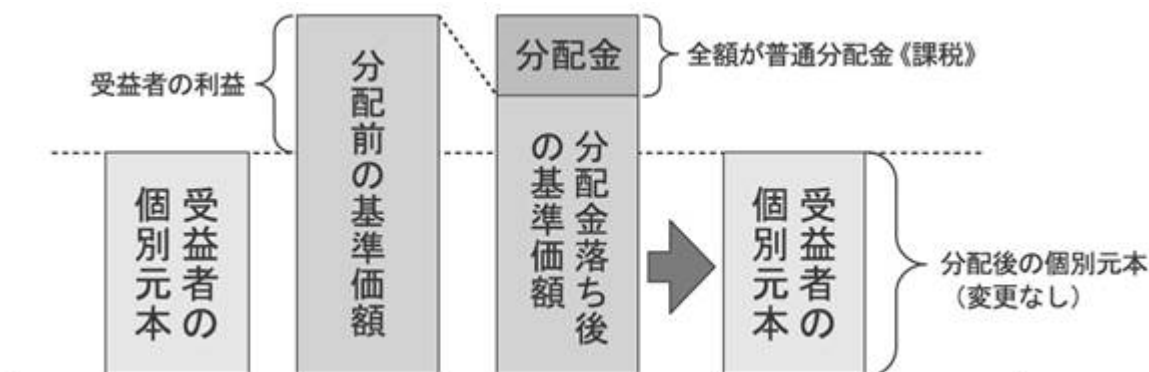 受益者の利益
受益者の
個別元本
分配前の基準価額
分配金
全額が普通分配金《課税》
分配金落ち後
の基準価額
受益者の
個別元本
分配後の個別元本
（変更なし）